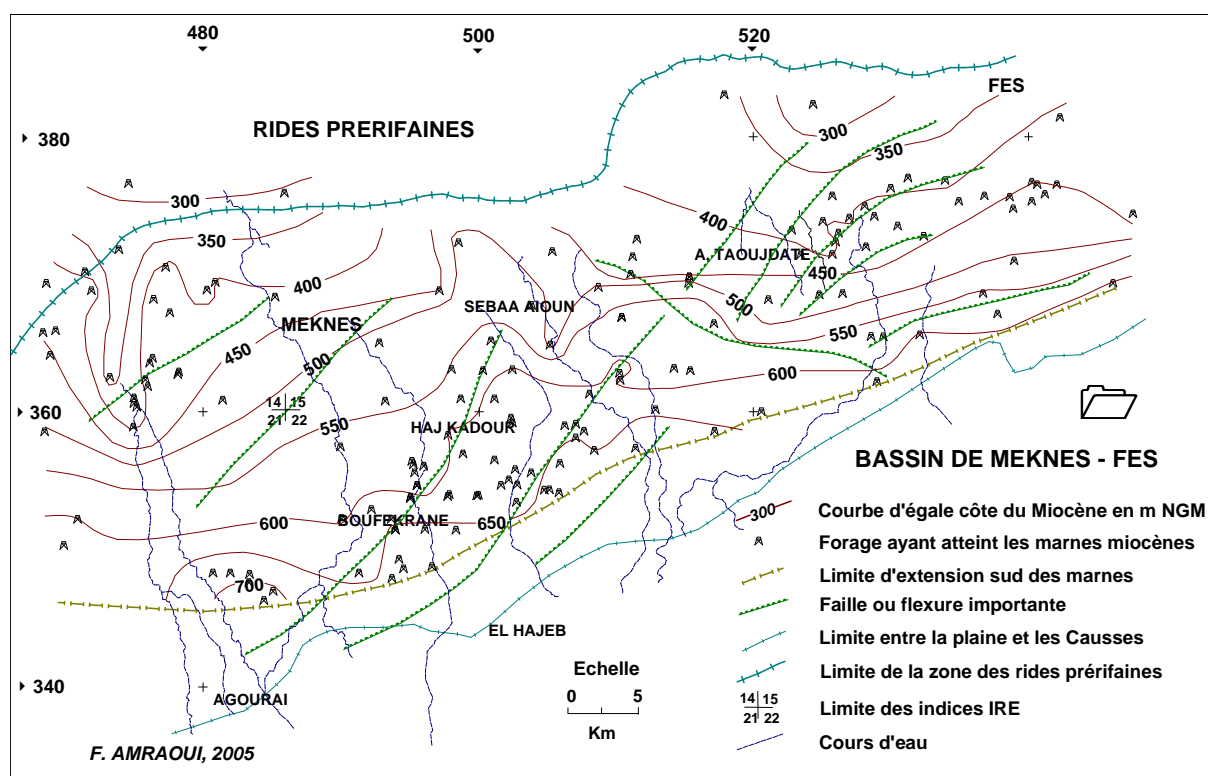 480
500
520
FES
380
RIDES PRERIFAINES
300
350
300
400
350
A. TAOUJDATE
450
400
500
SEBAA AIOUN
MEKNES
550
450
500
600
360
14 15
21 22
550
HAJ KADOUR
BASSIN DE MEKNES - FES
300
Courbe d'égale côte du Miocène en m NGM
600
BOUFEKRANE
650
Forage ayant atteint les marnes miocènes
Limite d'extension sud des marnes
700
Faille ou flexure importante
EL HAJEB
Limite entre la plaine et les Causses
Echelle
Limite de la zone des rides prérifaines
340
AGOURAI
0 5
14 15
21 22
Limite des indices IRE
Km
Cours d'eau
F. AMRAOUI, 2005